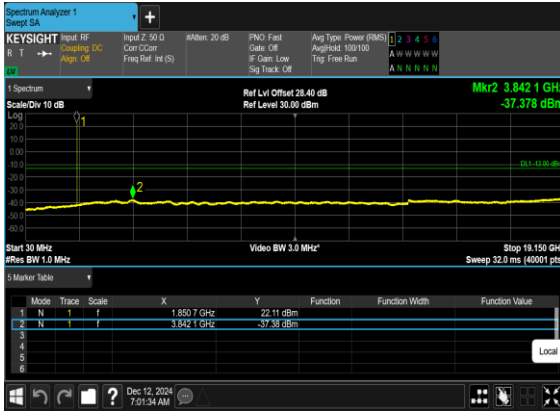 Spectrum Analyzer 1
Swept SA
+
KEYSIGHT Input: RF Input Z: 50 Ω #Atten: 20 dB PNO: Fast Avg Type: Power (RMS) 1 2 3 4 5 6
R T Coupling: DC Corr CCorr Gate: Off Avg|Hold: 100/100 A W W W W W
Align: Off Freq Ref: Int (S) IF Gain: Low Trig: Free Run
LXI Sig Track: Off A N N N N N
1 Spectrum Ref Lvl Offset 28.40 dB Mkr2 3.842 1 GHz
Scale/Div 10 dB Ref Level 30.00 dBm -37.378 dBm
Log
20.0
10.0
0.00
-10.0
-20.0
-30.0
-40.0
-50.0
-60.0
1
2
DL1 -13.00 dBm
Start 30 MHz Video BW 3.0 MHz* Stop 19.150 GH
#Res BW 1.0 MHz Sweep 32.0 ms (40001 pts
5 Marker Table
Mode Trace Scale X Y Function Function Width Function Value
1 N 1 f 1.850 7 GHz 22.11 dBm
2 N 1 f 3.842 1 GHz -37.38 dBm
3
4
5
6
Local
? Dec 12, 2024
7:01:34 AM